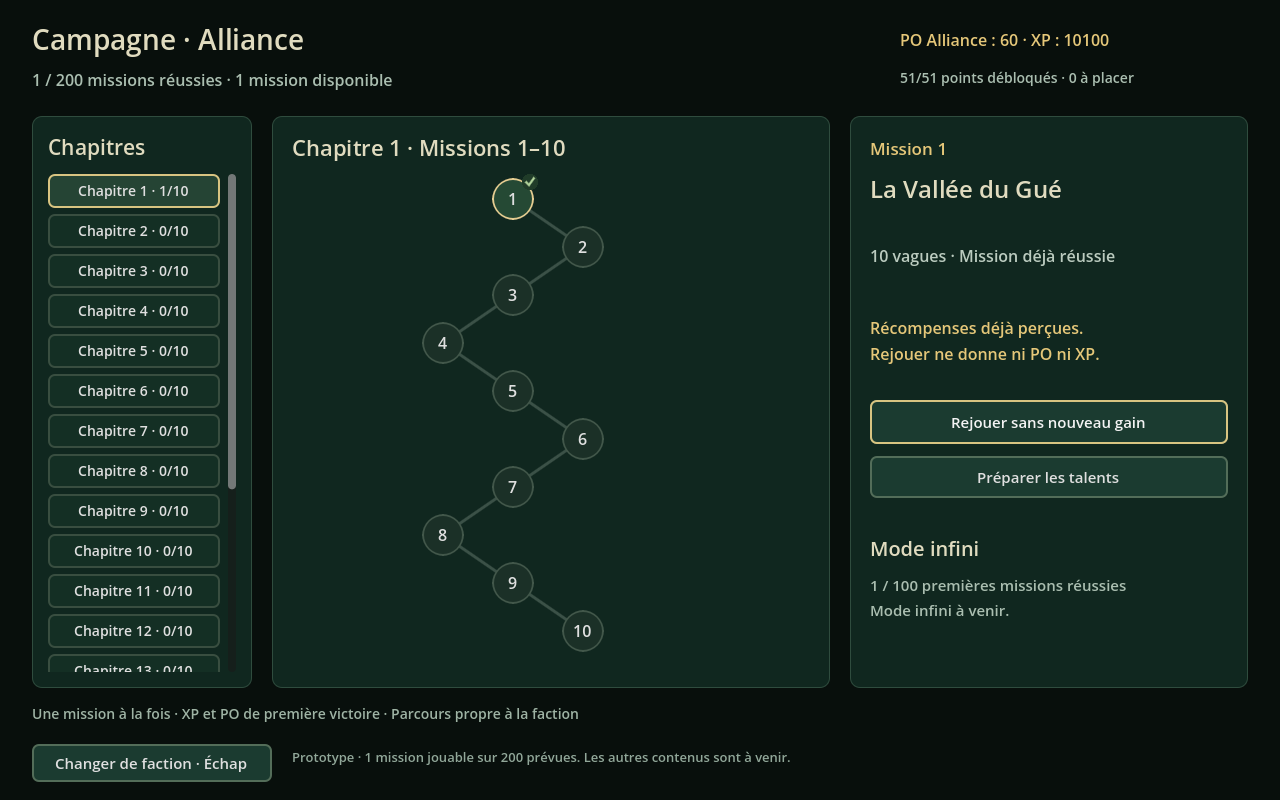 Campagne · Alliance
1 / 200 missions réussies · 1 mission disponible
PO Alliance : 60 · XP : 10100
51/51 points débloqués · 0 à placer
Chapitres
Chapitre 1 · 1/10
Chapitre 2 · 0/10
Chapitre 3 · 0/10
Chapitre 4 · 0/10
Chapitre 5 · 0/10
Chapitre 6 · 0/10
Chapitre 7 · 0/10
Chapitre 8 · 0/10
Chapitre 9 · 0/10
Chapitre 10 · 0/10
Chapitre 11 · 0/10
Chapitre 12 · 0/10
Chapitre 13 · 0/10
Chapitre 1 · Missions 1–10
1
2
3
4
5
6
7
8
9
10
Mission 1
La Vallée du Gué
10 vagues · Mission déjà réussie
Récompenses déjà perçues.
Rejouer ne donne ni PO ni XP.
Rejouer sans nouveau gain
Préparer les talents
Mode infini
1 / 100 premières missions réussies
Mode infini à venir.
Une mission à la fois · XP et PO de première victoire · Parcours propre à la faction
Changer de faction · Échap
Prototype · 1 mission jouable sur 200 prévues. Les autres contenus sont à venir.